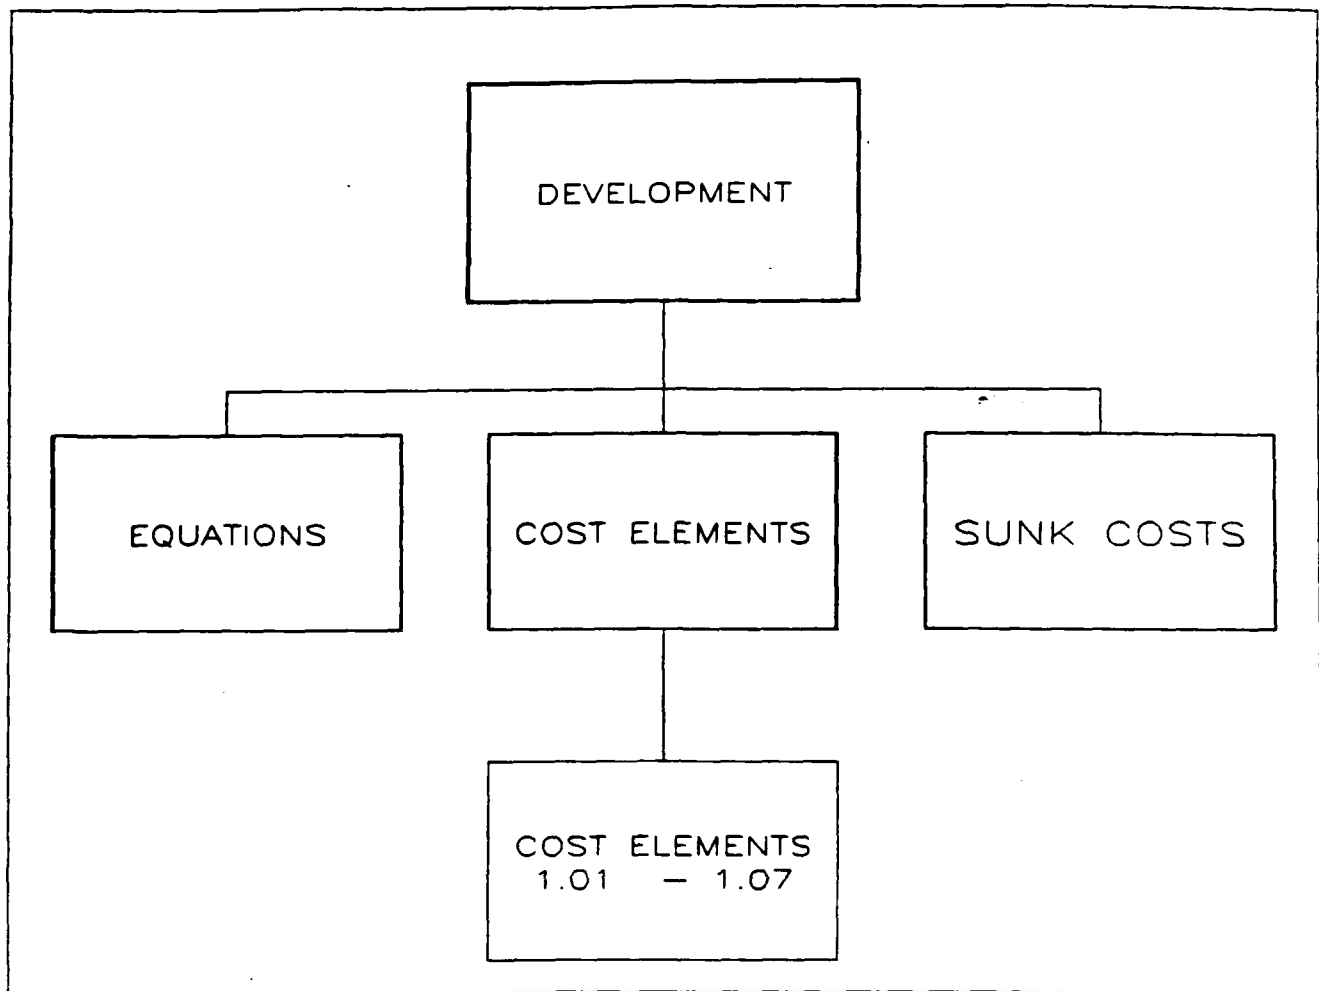 DEVELOPMENT
EQUATIONS
COST ELEMENTS
SUNK COSTS
COST ELEMENTS
1.01 – 1.07